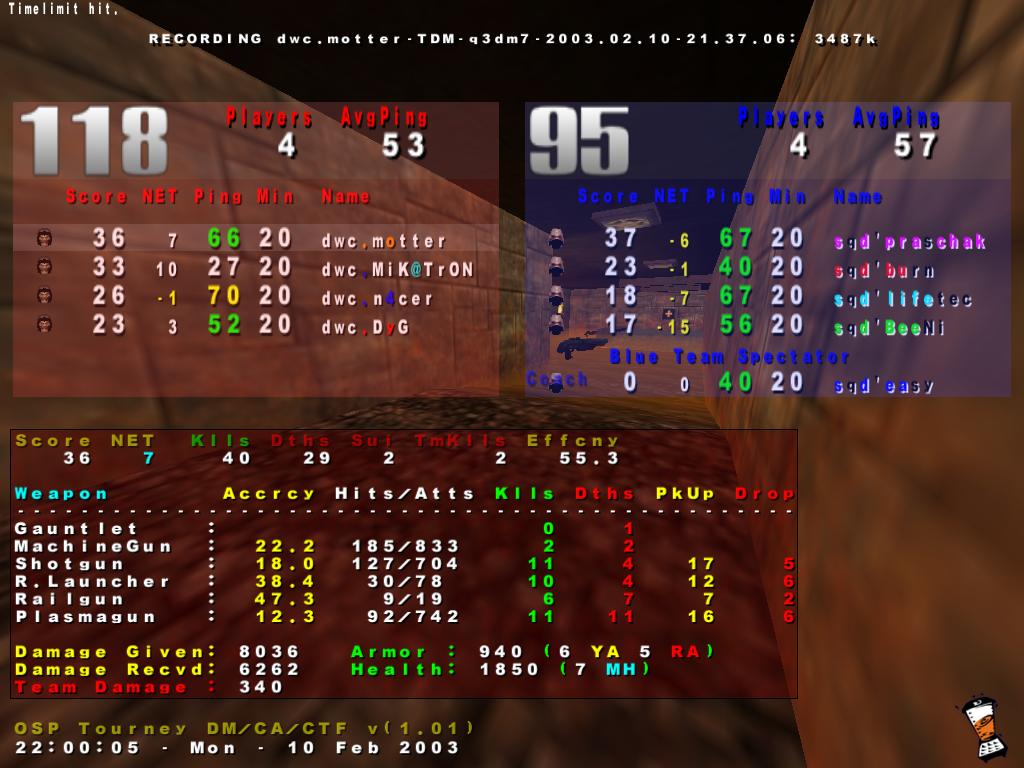 Timelimit hit.
RECORDING dwc.motter-TDM-q3dm7-2003.02.10-21.37.06: 3487k
118 Players AvgPing
4 53
Score NET Ping Min Name
36 7 66 20 dwc.motter
33 10 27 20 dwc.MiK@TrON
26 -1 70 20 dwc.n4cer
23 3 52 20 dwc.DyG
95 Players AvgPing
4 57
Score NET Ping Min Name
37 -6 67 20 sqd'praschak
23 -1 40 20 sqd'burn
18 -7 67 20 sqd'lifetec
17 -15 56 20 sqd'BeeNi
Blue Team Spectator
Coach 0 0 40 20 sqd'easy
Score NET Klls Dths Sui TmKlls Effcny
36 7 40 29 2 2 55.3
Weapon Accrcy Hits/Atts Klls Dths PkUp Drop
Gauntlet : 0 1
MachineGun : 22.2 185/833 2 2
Shotgun : 18.0 127/704 11 4 17 5
R.Launcher : 38.4 30/78 10 4 12 6
Railgun : 47.3 9/19 6 7 7 2
Plasmagun : 12.3 92/742 11 11 16 6
Damage Given: 8036 Armor : 940 (6 YA 5 RA)
Damage Recvd: 6262 Health: 1850 (7 MH)
Team Damage : 340
OSP Tourney DM/CA/CTF v(1.01)
22:00:05 - Mon - 10 Feb 2003